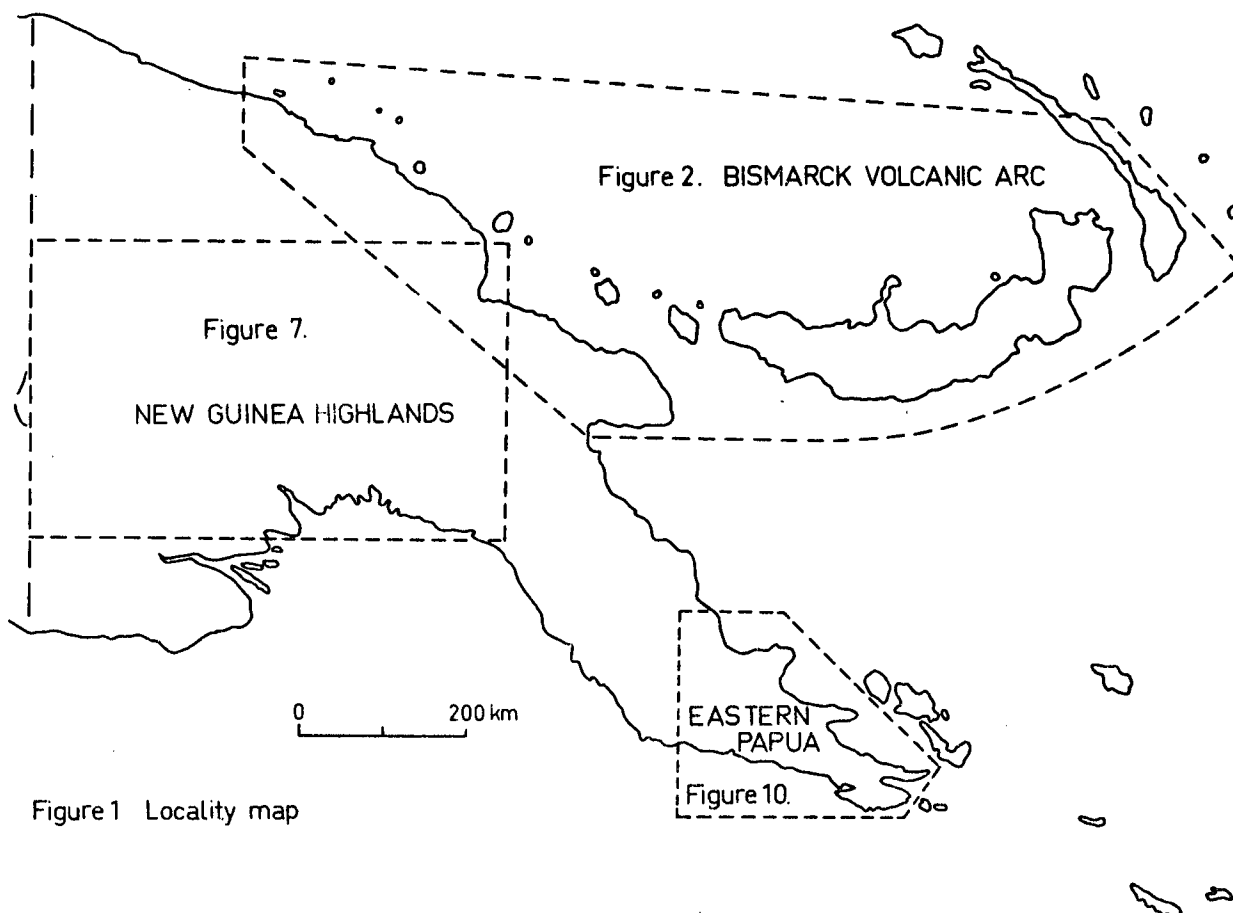 Figure 2. BISMARCK VOLCANIC ARC
Figure 7.
NEW GUINEA HIGHLANDS
0 200 km
EASTERN
PAPUA
Figure 10.
Figure 1 Locality map